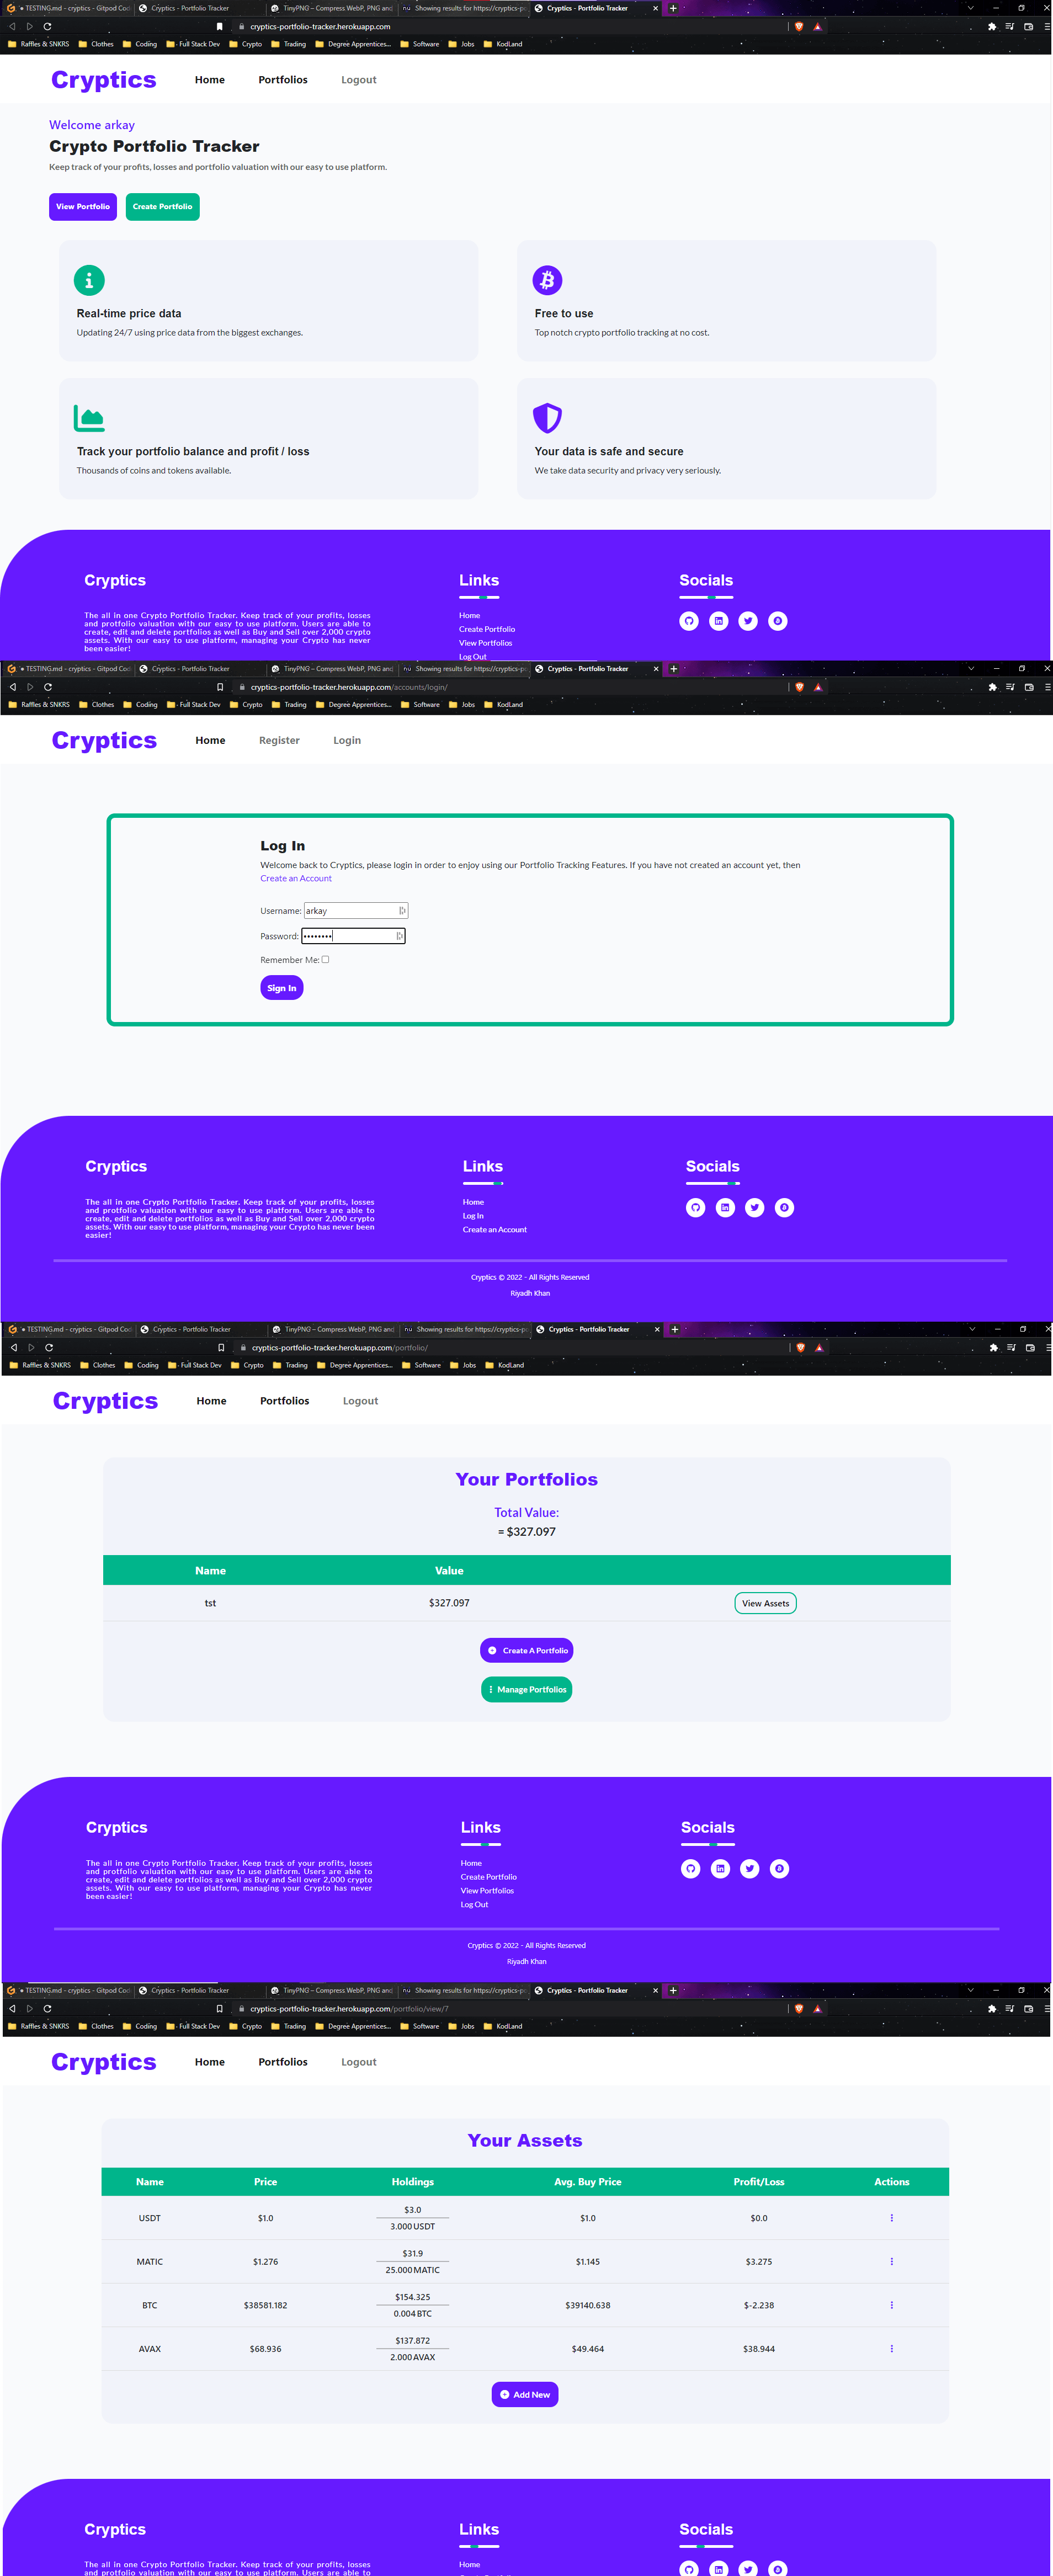 TESTING.md - cryptics - Gitpod Cod
Cryptics - Portfolio Tracker
TinyPNG – Compress WebP, PNG and
Showing results for https://cryptics-po
Cryptics - Portfolio Tracker
cryptics-portfolio-tracker.herokuapp.com
Raffles & SNKRS Clothes Coding Full Stack Dev Crypto Trading Degree Apprentices... Software Jobs KodLand
Cryptics Home Portfolios Logout
Welcome arkay
Crypto Portfolio Tracker
Keep track of your profits, losses and portfolio valuation with our easy to use platform.
View Portfolio Create Portfolio
Real-time price data
Updating 24/7 using price data from the biggest exchanges.
Free to use
Top notch crypto portfolio tracking at no cost.
Track your portfolio balance and profit / loss
Thousands of coins and tokens available.
Your data is safe and secure
We take data security and privacy very seriously.
Cryptics
The all in one Crypto Portfolio Tracker. Keep track of your profits, losses
and protfolio valuation with our easy to use platform. Users are able to
create, edit and delete portfolios as well as Buy and Sell over 2,000 crypto
assets. With our easy to use platform, managing your Crypto has never
been easier!
Links
Home
Create Portfolio
View Portfolios
Log Out
Socials
TESTING.md - cryptics - Gitpod Cod
Cryptics - Portfolio Tracker
TinyPNG – Compress WebP, PNG and
Showing results for https://cryptics-po
Cryptics - Portfolio Tracker
cryptics-portfolio-tracker.herokuapp.com/accounts/login/
Raffles & SNKRS Clothes Coding Full Stack Dev Crypto Trading Degree Apprentices... Software Jobs KodLand
Cryptics Home Register Login
Log In
Welcome back to Cryptics, please login in order to enjoy using our Portfolio Tracking Features. If you have not created an account yet, then
Create an Account
Username: arkay
Password: ••••••••
Remember Me:
Sign In
Cryptics
The all in one Crypto Portfolio Tracker. Keep track of your profits, losses
and protfolio valuation with our easy to use platform. Users are able to
create, edit and delete portfolios as well as Buy and Sell over 2,000 crypto
assets. With our easy to use platform, managing your Crypto has never been
easier!
Links
Home
Log In
Create an Account
Socials
Cryptics © 2022 - All Rights Reserved
Riyadh Khan
TESTING.md - cryptics - Gitpod Cod
Cryptics - Portfolio Tracker
TinyPNG – Compress WebP, PNG and
Showing results for https://cryptics-po
Cryptics - Portfolio Tracker
cryptics-portfolio-tracker.herokuapp.com/portfolio/
Raffles & SNKRS Clothes Coding Full Stack Dev Crypto Trading Degree Apprentices... Software Jobs KodLand
Cryptics Home Portfolios Logout
Your Portfolios
Total Value:
= $327.097
Name Value
tst $327.097 View Assets
Create A Portfolio
Manage Portfolios
Cryptics
The all in one Crypto Portfolio Tracker. Keep track of your profits, losses
and protfolio valuation with our easy to use platform. Users are able to
create, edit and delete portfolios as well as Buy and Sell over 2,000 crypto
assets. With our easy to use platform, managing your Crypto has never
been easier!
Links
Home
Create Portfolio
View Portfolios
Log Out
Socials
Cryptics © 2022 - All Rights Reserved
Riyadh Khan
TESTING.md - cryptics - Gitpod Cod
Cryptics - Portfolio Tracker
TinyPNG – Compress WebP, PNG and
Showing results for https://cryptics-po
Cryptics - Portfolio Tracker
cryptics-portfolio-tracker.herokuapp.com/portfolio/view/7
Raffles & SNKRS Clothes Coding Full Stack Dev Crypto Trading Degree Apprentices... Software Jobs KodLand
Cryptics Home Portfolios Logout
Your Assets
Name Price Holdings Avg. Buy Price Profit/Loss Actions
USDT $1.0 $3.0 3.000 USDT $1.0 $0.0
MATIC $1.276 $31.9 25.000 MATIC $1.145 $3.275
BTC $38581.182 $154.325 0.004 BTC $39140.638 $-2.238
AVAX $68.936 $137.872 2.000 AVAX $49.464 $38.944
Add New
Cryptics
The all in one Crypto Portfolio Tracker. Keep track of your profits, losses
and protfolio valuation with our easy to use platform. Users are able to
Links
Home
Socials